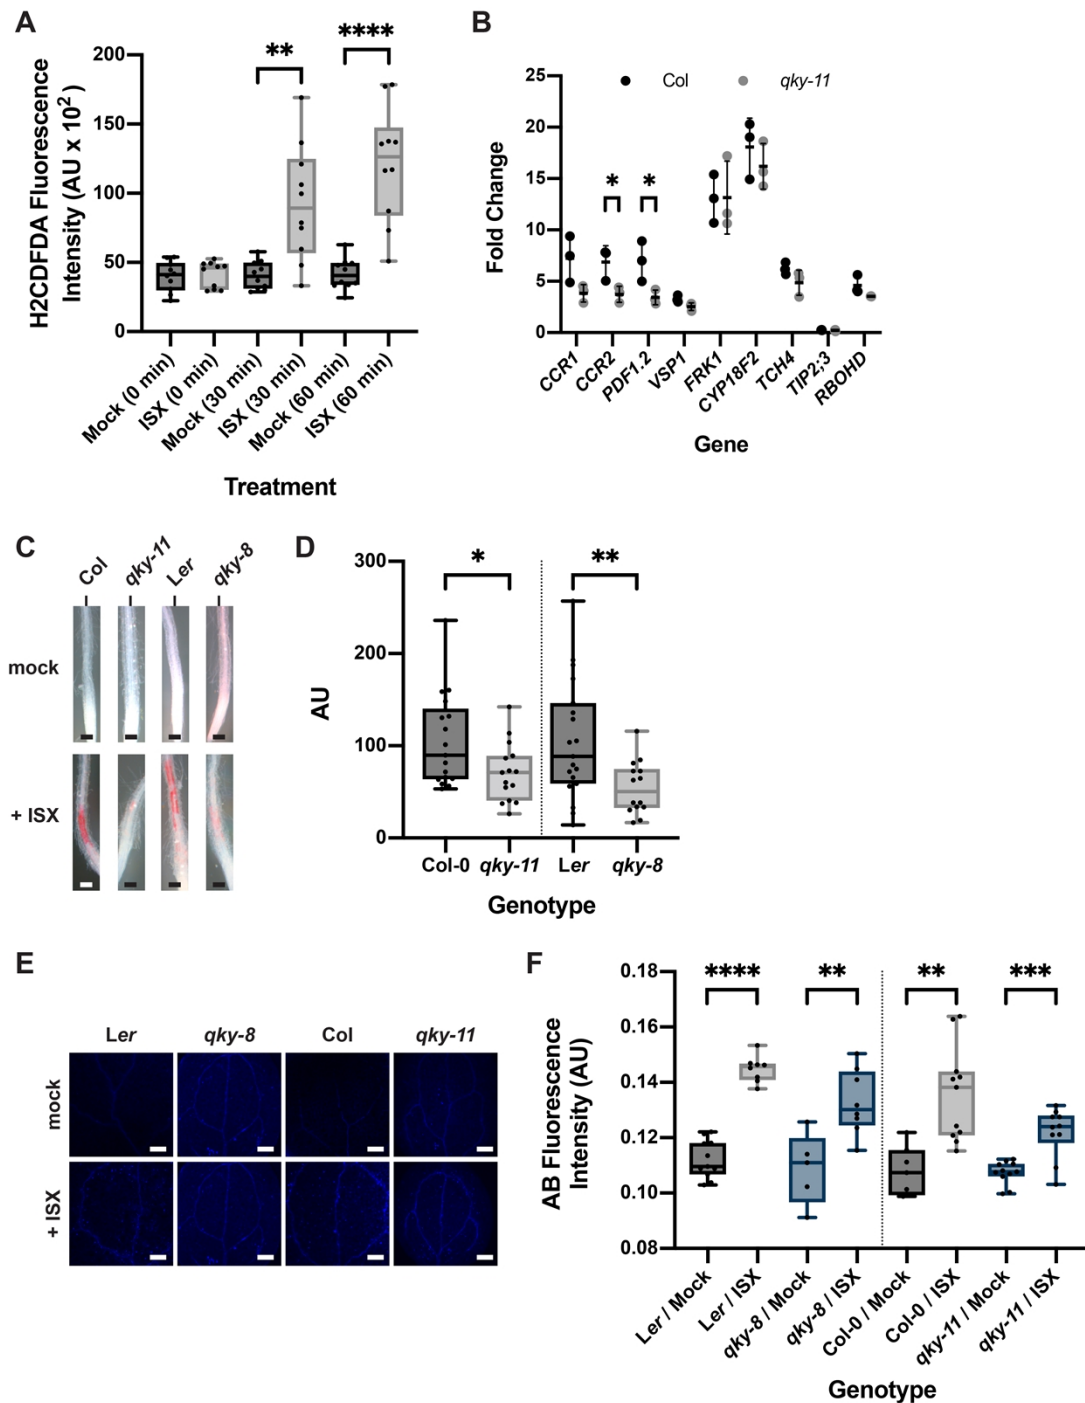 A
H2CDFDA Fluorescence
Intensity (AU x 10²)
200
150
100
50
0
**
****
Mock (0 min)
ISX (0 min)
Mock (30 min)
ISX (30 min)
Mock (60 min)
ISX (60 min)
Treatment
B
Col
qky-11
Fold Change
25
20
15
10
5
0
*
*
CCR1
CCR2
PDF1.2
VSP1
FRK1
CYP18F2
TCH4
TIP2;3
RBOHD
Gene
C
Col
qky-11
Ler
qky-8
mock
+ ISX
D
AU
300
200
100
0
*
**
Col-0
qky-11
Ler
qky-8
Genotype
E
Ler
qky-8
Col
qky-11
mock
+ ISX
F
AB Fluorescence
Intensity (AU)
0.18
0.16
0.14
0.12
0.10
0.08
****
**
**
***
Ler / Mock
Ler / ISX
qky-8 / Mock
qky-8 / ISX
Col-0 / Mock
Col-0 / ISX
qky-11 / Mock
qky-11 / ISX
Genotype